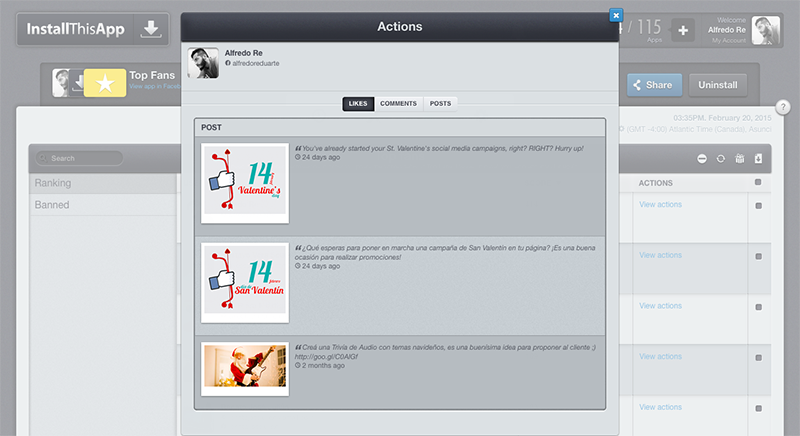 InstallThisApp
Actions
4 / 115
Apps
Welcome
Alfredo Re
My Account
Alfredo Re
alfredoreduarte
Top Fans
View app in Faceb
Share
Uninstall
?
LIKES
COMMENTS
POSTS
03:35PM. February 20, 2015
(GMT -4:00) Atlantic Time (Canada), Asunci
Search
Ranking
Banned
ACTIONS
View actions
View actions
View actions
View actions
View actions
POST
14
Valentine's
day
“You've already started your St. Valentine's social media campaigns, right? RIGHT? Hurry up!
24 days ago
14
San Valentín
“¿Qué esperas para poner en marcha una campaña de San Valentín en tu página? ¡Es una buena
ocasión para realizar promociones!
24 days ago
“Creá una Trivia de Audio con temas navideños, es una buenísima idea para proponer al cliente ;)
http://goo.gl/C0AlGf
2 months ago